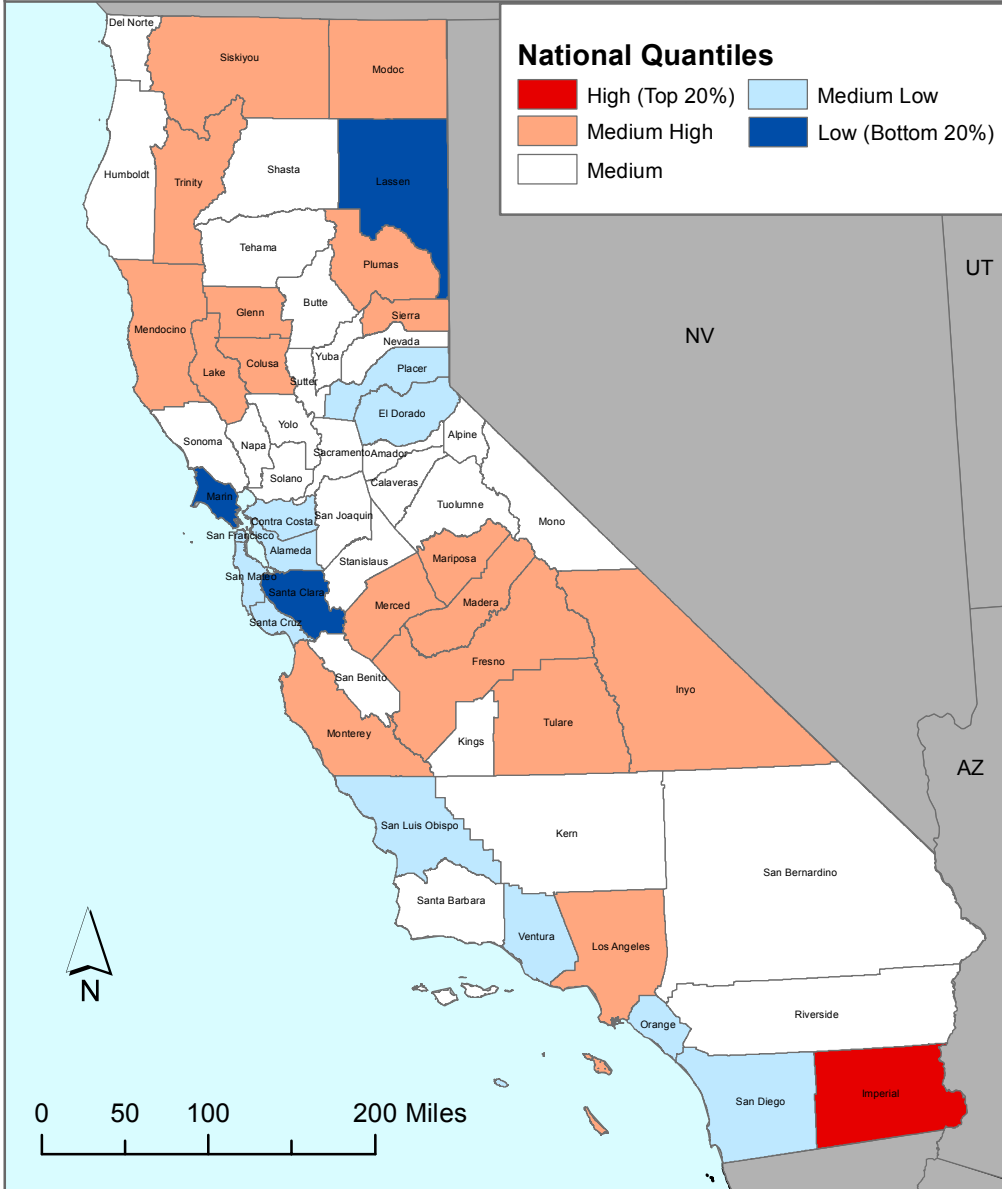 National Quantiles
High (Top 20%)
Medium High
Medium
Medium Low
Low (Bottom 20%)
Del Norte
Siskiyou
Modoc
Humboldt
Trinity
Shasta
Lassen
Tehama
Plumas
Mendocino
Glenn
Butte
Sierra
Nevada
Lake
Colusa
Sutter
Yuba
Placer
El Dorado
Sonoma
Napa
Yolo
Sacramento
Amador
Alpine
Solano
Calaveras
Marin
Contra Costa
San Joaquin
Tuolumne
Mono
San Francisco
Alameda
Stanislaus
Mariposa
San Mateo
Santa Clara
Merced
Madera
Santa Cruz
San Benito
Fresno
Inyo
Monterey
Kings
Tulare
San Luis Obispo
Kern
San Bernardino
Santa Barbara
Ventura
Los Angeles
Orange
Riverside
San Diego
Imperial
NV
UT
AZ
N
0 50 100 200 Miles